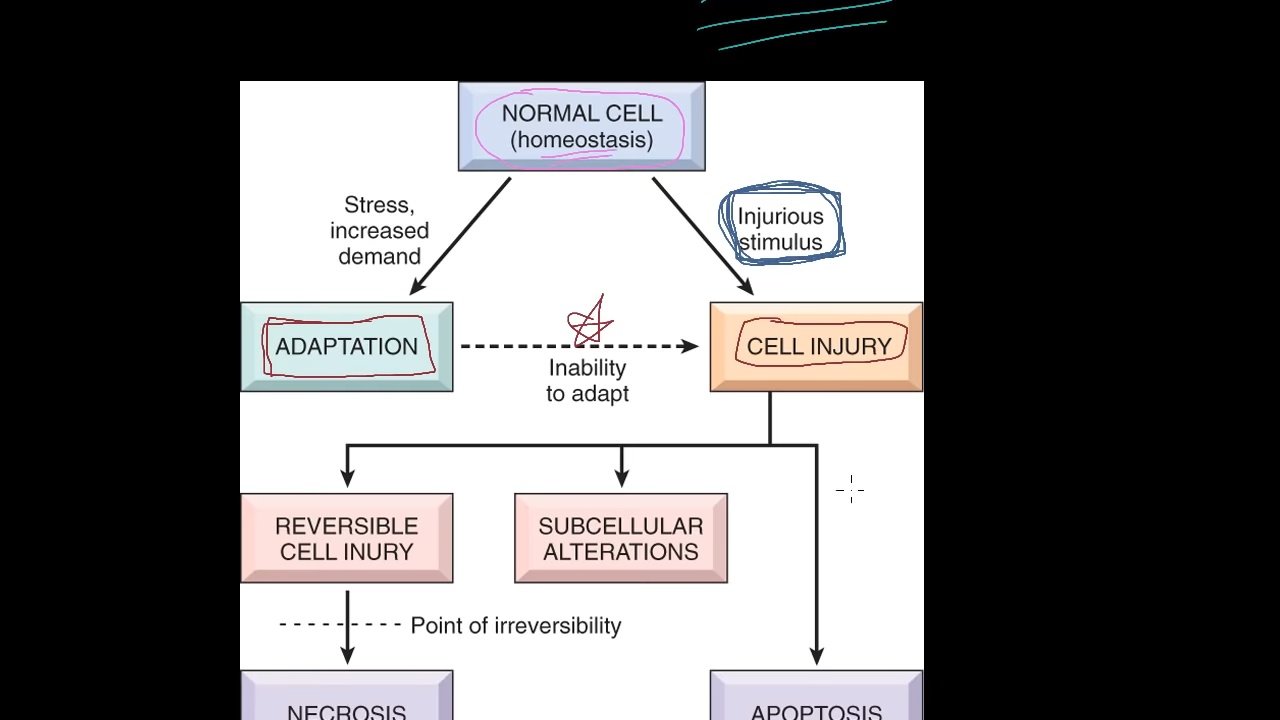 NORMAL CELL
(homeostasis)
Stress,
increased
demand
Injurious
stimulus
ADAPTATION
Inability
to adapt
CELL INJURY
REVERSIBLE
CELL INURY
SUBCELLULAR
ALTERATIONS
Point of irreversibility
NECROSIS
APOPTOSIS